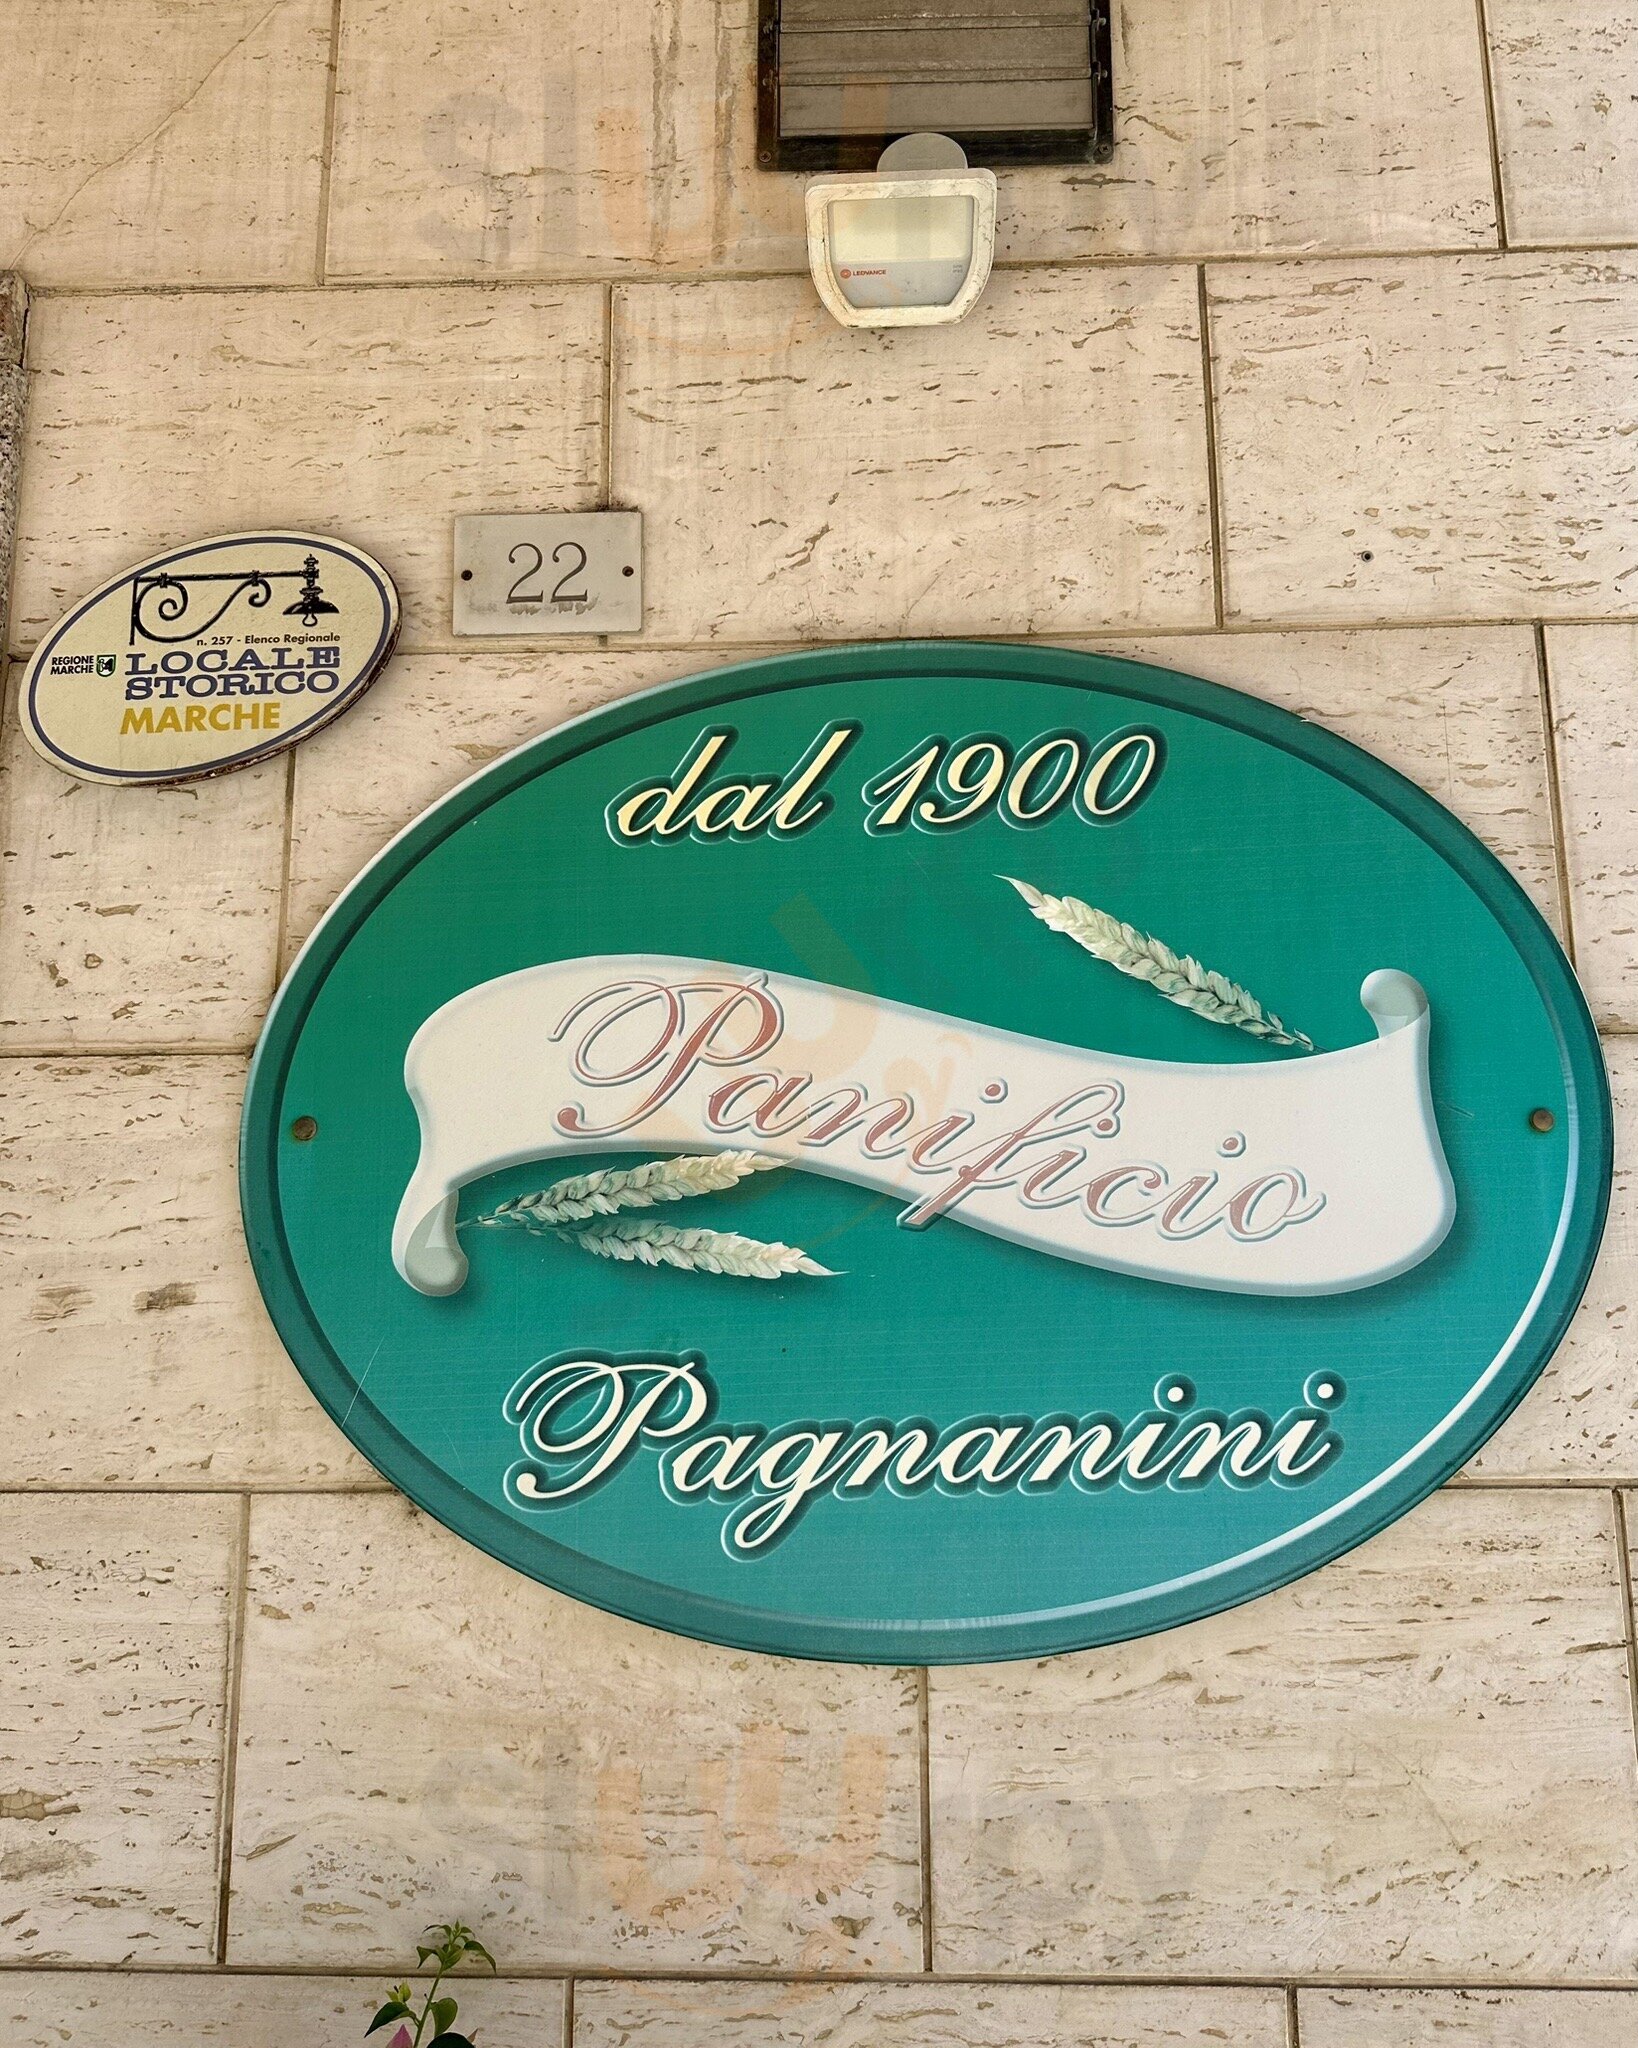 LEDVANCE
22
n. 257 - Elenco Regionale
REGIONE
MARCHE
LOCALE
STORICO
MARCHE
dal 1900
Panificio
Pagnanini